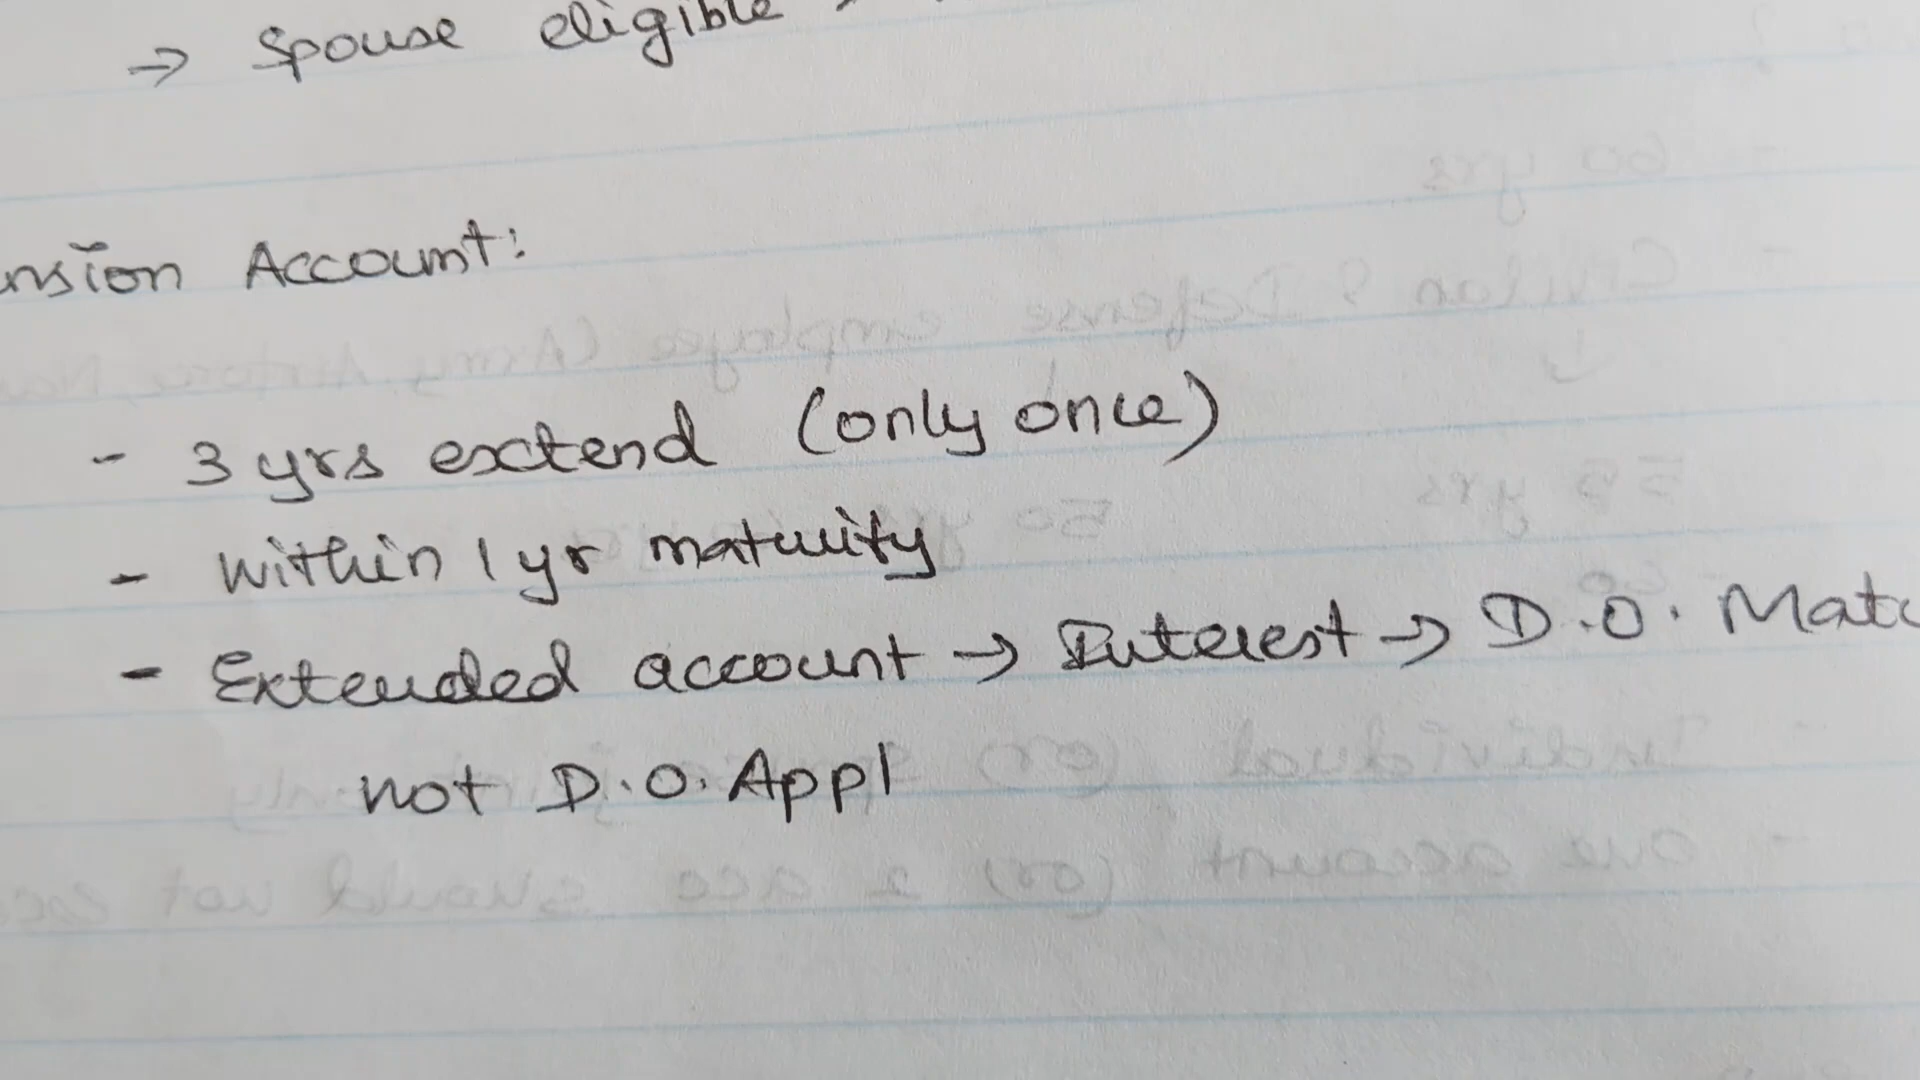 → Spouse eligible
nsion Account:
- 3 yrs extend (only once)
- within 1 yr maturity
- Extended account → Interest → D.O. Matu
not D.O. Appl